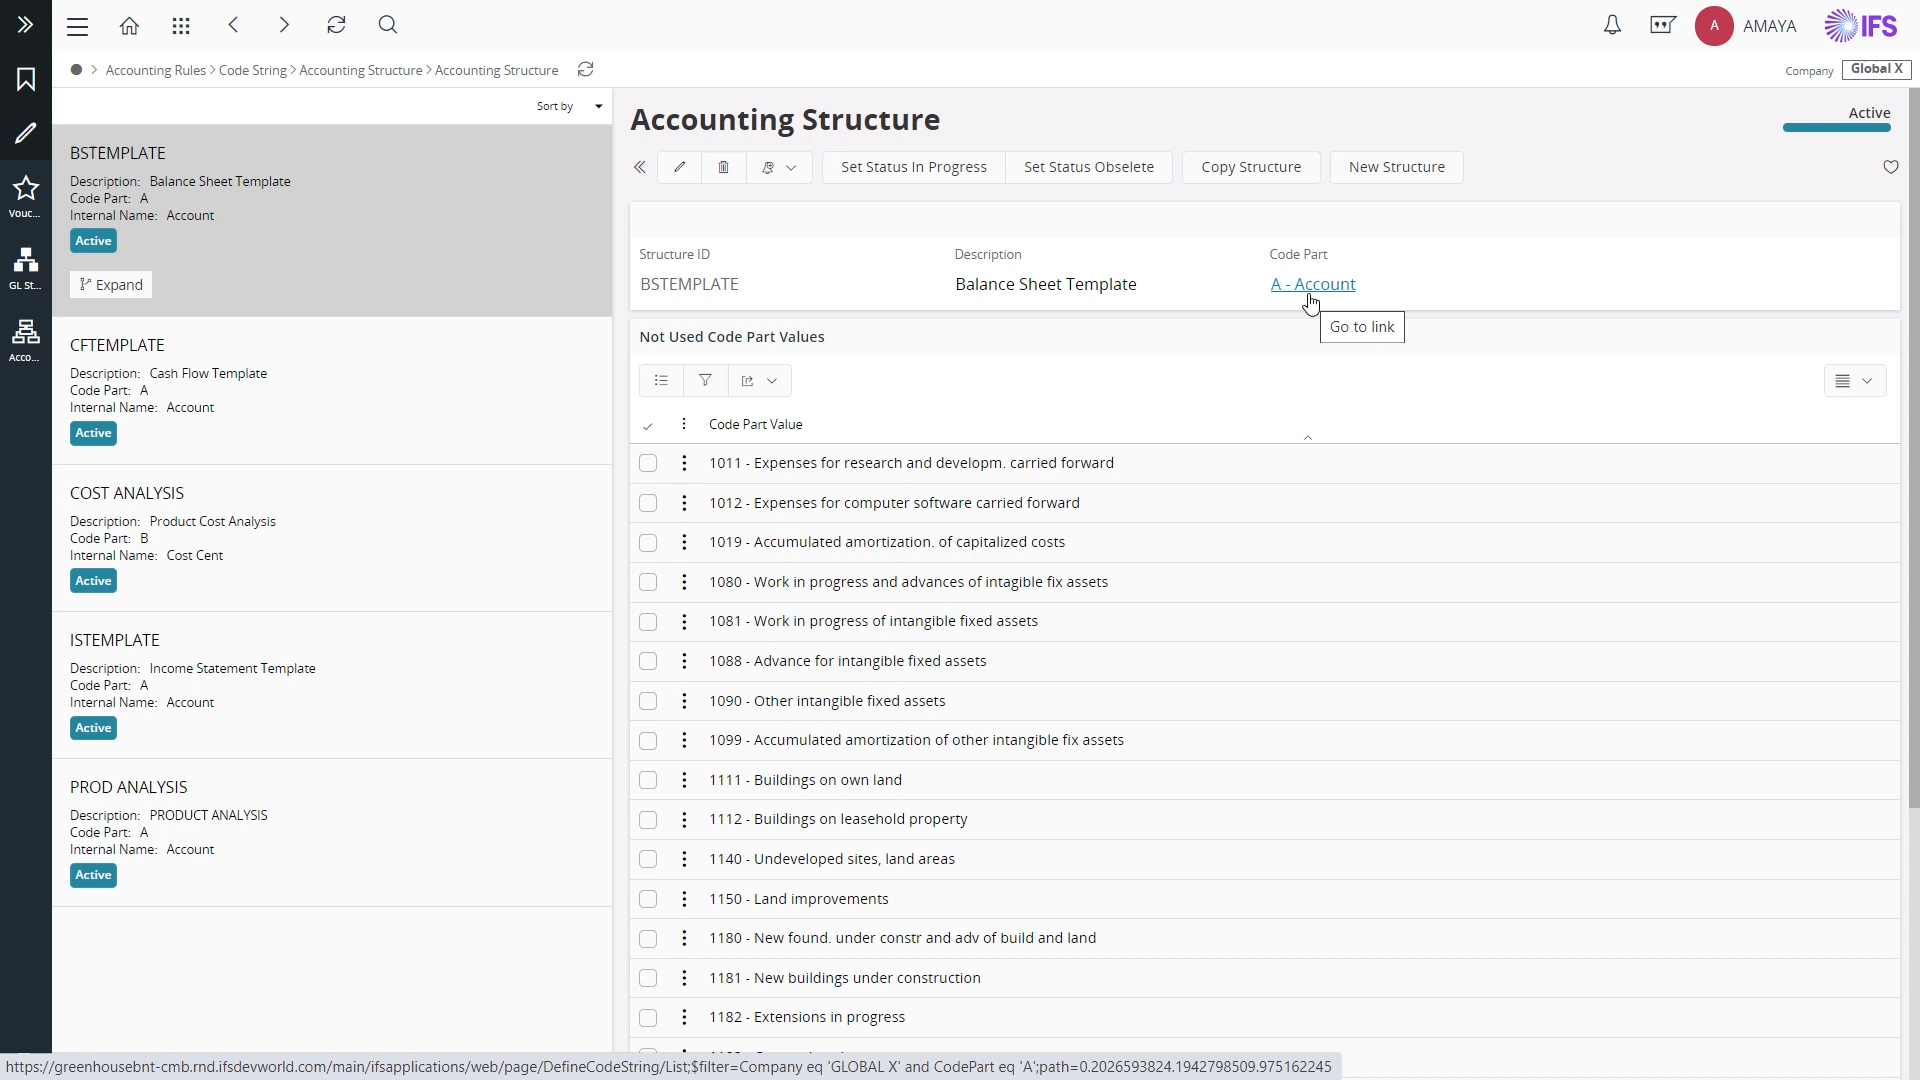 A
AMAYA
IFS
Accounting Rules > Code String > Accounting Structure > Accounting Structure
Company
Global X
Vouc...
GL St...
Acco...
Sort by
BSTEMPLATE
Description: Balance Sheet Template
Code Part: A
Internal Name: Account
Active
Expand
CFTEMPLATE
Description: Cash Flow Template
Code Part: A
Internal Name: Account
Active
COST ANALYSIS
Description: Product Cost Analysis
Code Part: B
Internal Name: Cost Cent
Active
ISTEMPLATE
Description: Income Statement Template
Code Part: A
Internal Name: Account
Active
PROD ANALYSIS
Description: PRODUCT ANALYSIS
Code Part: A
Internal Name: Account
Active
Accounting Structure
Active
Set Status In Progress
Set Status Obselete
Copy Structure
New Structure
Structure ID
Description
Code Part
BSTEMPLATE
Balance Sheet Template
A - Account
Go to link
Not Used Code Part Values
Code Part Value
1011 - Expenses for research and developm. carried forward
1012 - Expenses for computer software carried forward
1019 - Accumulated amortization. of capitalized costs
1080 - Work in progress and advances of intagible fix assets
1081 - Work in progress of intangible fixed assets
1088 - Advance for intangible fixed assets
1090 - Other intangible fixed assets
1099 - Accumulated amortization of other intangible fix assets
1111 - Buildings on own land
1112 - Buildings on leasehold property
1140 - Undeveloped sites, land areas
1150 - Land improvements
1180 - New found. under constr and adv of build and land
1181 - New buildings under construction
1182 - Extensions in progress
https://greenhousebnt-cmb.rnd.ifsdevworld.com/main/ifsapplications/web/page/DefineCodeString/List;$filter=Company eq 'GLOBAL X' and CodePart eq 'A';path=0.2026593824.1942798509.975162245